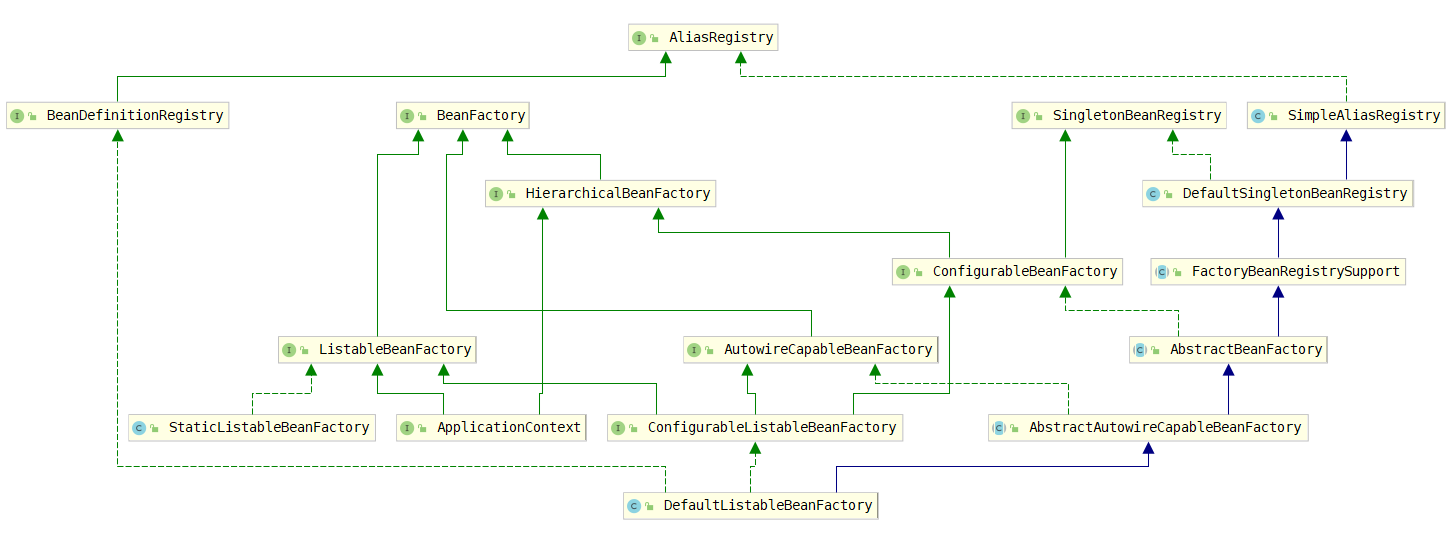 AliasRegistry
BeanDefinitionRegistry
BeanFactory
SingletonBeanRegistry
SimpleAliasRegistry
HierarchicalBeanFactory
DefaultSingletonBeanRegistry
ConfigurableBeanFactory
FactoryBeanRegistrySupport
ListableBeanFactory
AutowireCapableBeanFactory
AbstractBeanFactory
StaticListableBeanFactory
ApplicationContext
ConfigurableListableBeanFactory
AbstractAutowireCapableBeanFactory
DefaultListableBeanFactory